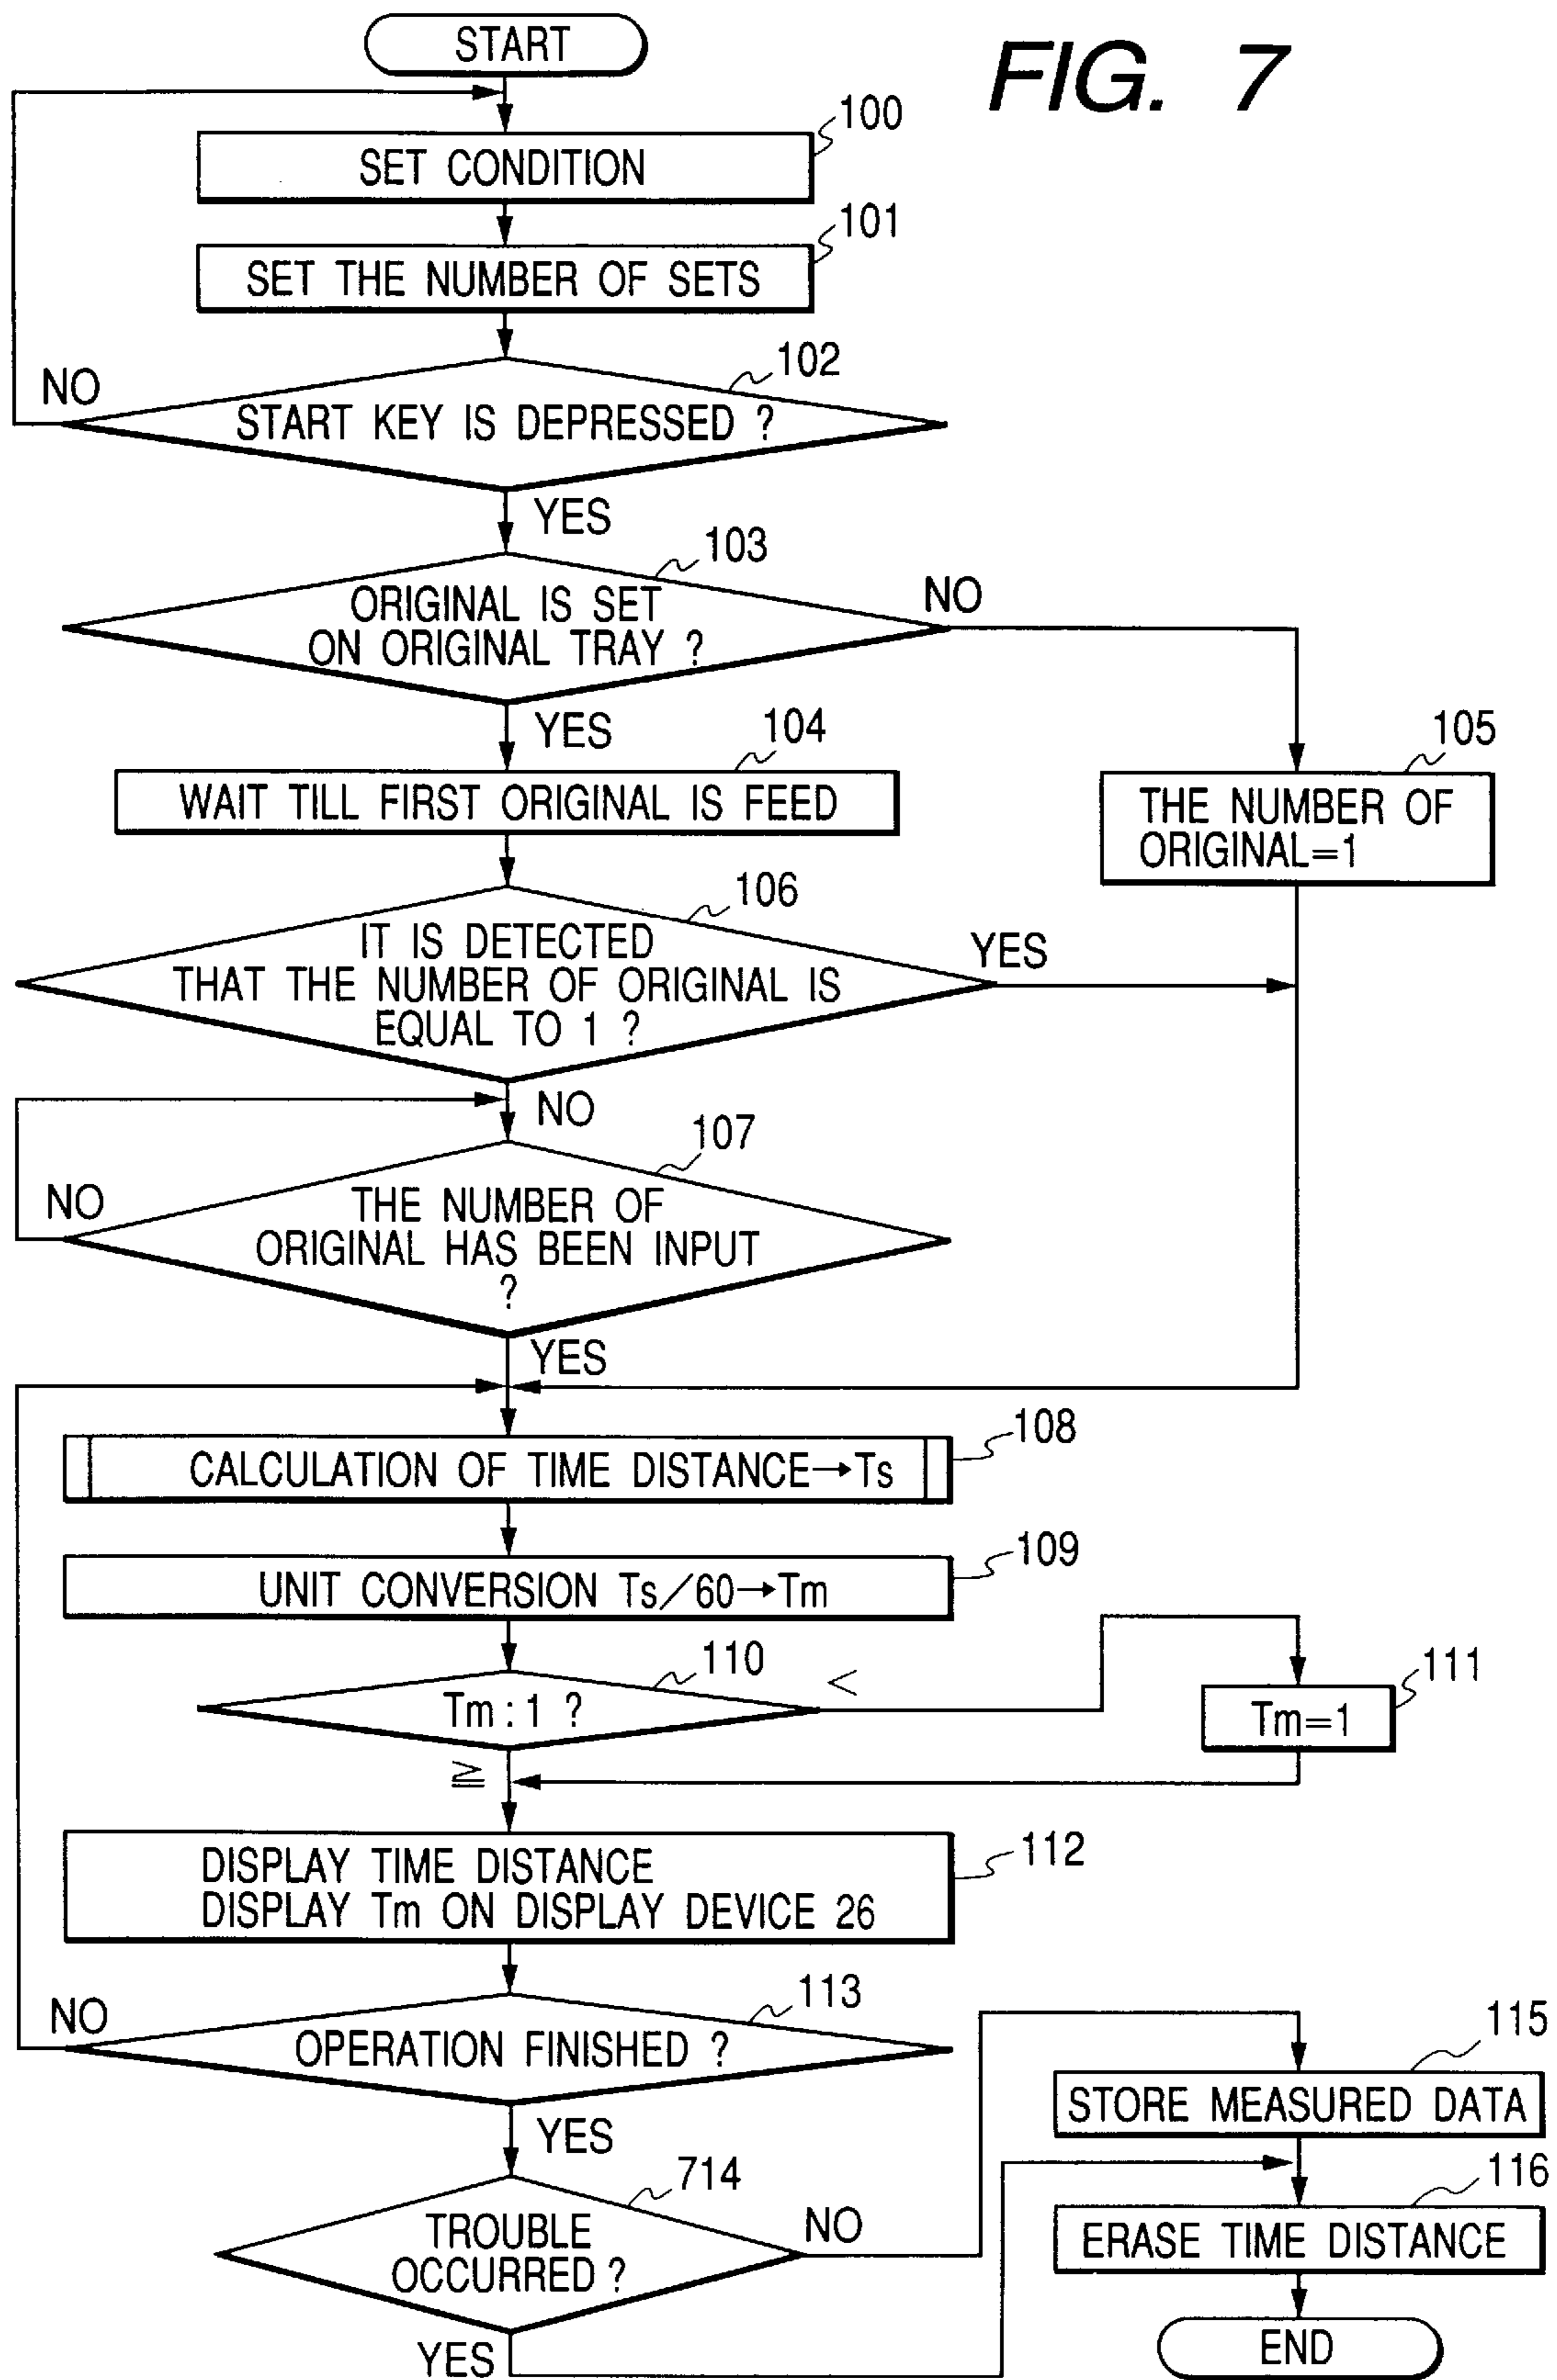 START
FIG. 7
100
SET CONDITION
101
SET THE NUMBER OF SETS
102
NO
START KEY IS DEPRESSED ?
YES
103
ORIGINAL IS SET
ON ORIGINAL TRAY ?
NO
YES
104
WAIT TILL FIRST ORIGINAL IS FEED
105
THE NUMBER OF
ORIGINAL=1
106
IT IS DETECTED
THAT THE NUMBER OF ORIGINAL IS
EQUAL TO 1 ?
YES
NO
107
NO
THE NUMBER OF
ORIGINAL HAS BEEN INPUT
?
YES
108
CALCULATION OF TIME DISTANCE→Ts
109
UNIT CONVERSION Ts/60→Tm
110
<
Tm : 1 ?
111
Tm=1
≧
112
DISPLAY TIME DISTANCE
DISPLAY Tm ON DISPLAY DEVICE 26
113
NO
OPERATION FINISHED ?
YES
115
STORE MEASURED DATA
714
TROUBLE
OCCURRED ?
NO
116
ERASE TIME DISTANCE
YES
END